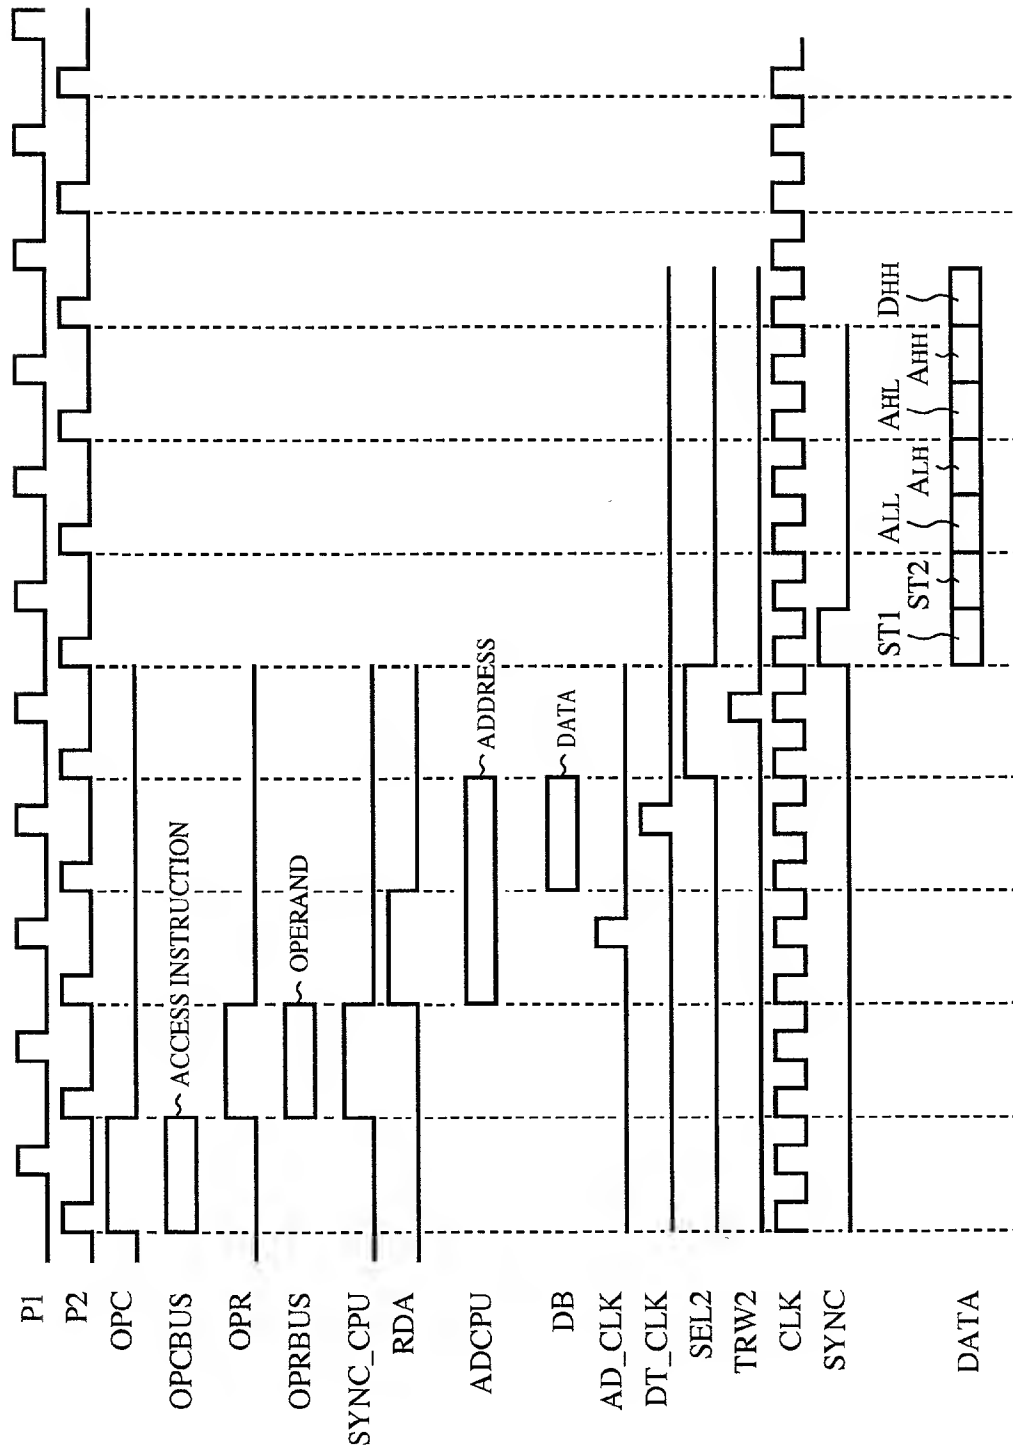 P1
P2
OPC
OPCBUS
ACCESS INSTRUCTION
OPR
OPRBUS
OPERAND
SYNC_CPU
RDA
ADCPU
ADDRESS
DB
DATA
AD_CLK
DT_CLK
SEL2
TRW2
CLK
SYNC
DATA
ST1
ST2
ALL
ALH
AHL
AHH
DHH